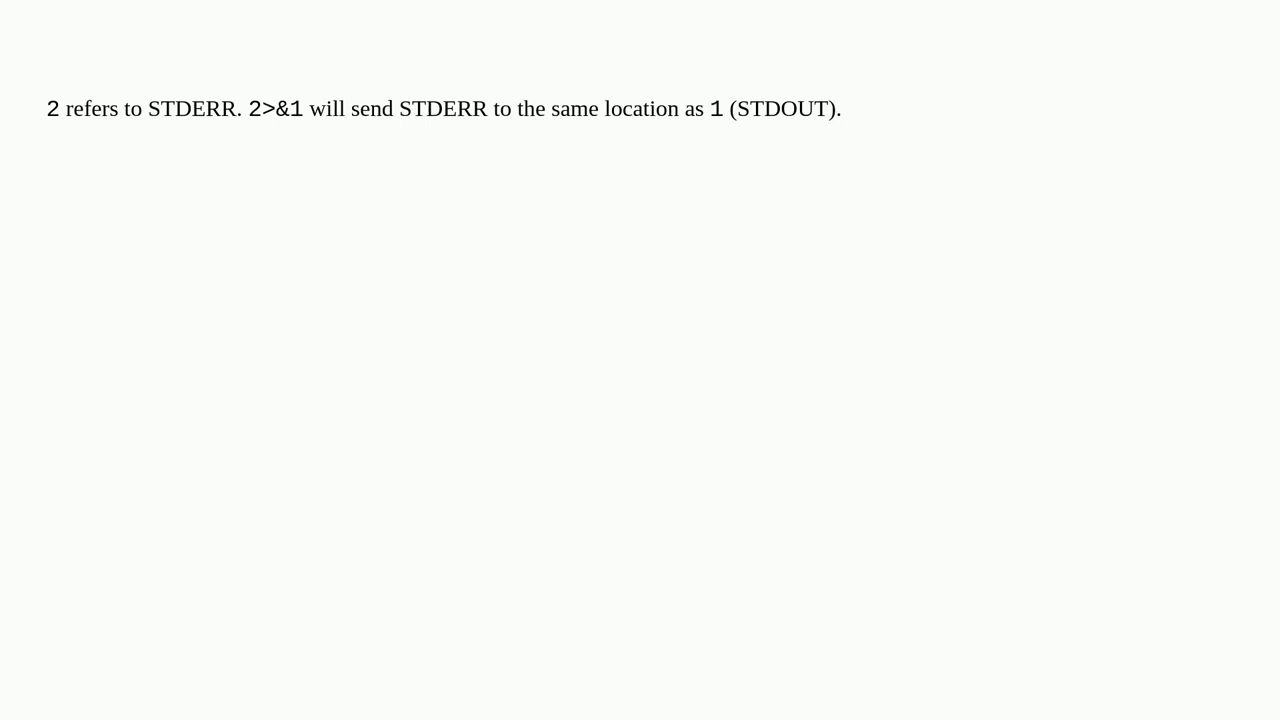 2 refers to STDERR. 2>&1 will send STDERR to the same location as 1 (STDOUT).